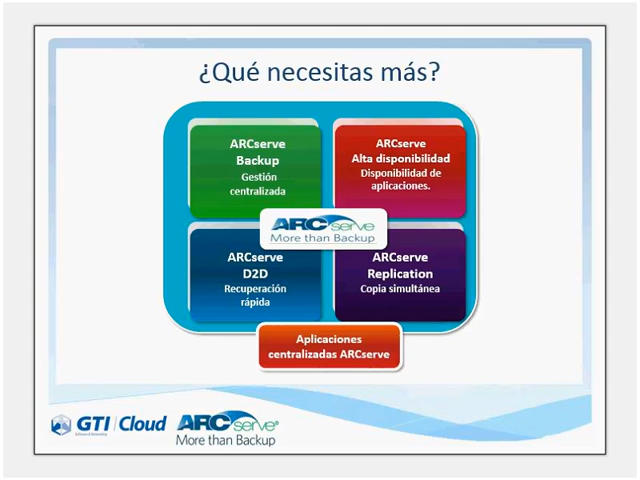 ¿Qué necesitas más?
ARCserve
Backup
Gestión
centralizada
ARCserve
Alta disponibilidad
Disponibilidad de
aplicaciones.
ARCserve
More than Backup
ARCserve
D2D
Recuperación
rápida
ARCserve
Replication
Copia simultánea
Aplicaciones
centralizadas ARCserve
GTI Cloud
ARCserve®
More than Backup